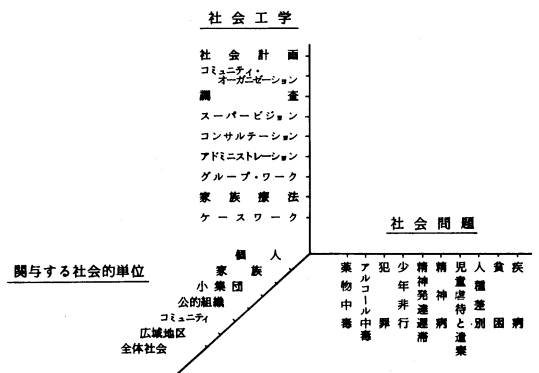 社会工学
社会計画
コミュニティ・
オーガニゼーション
調査
スーパービジョン
コンサルテーション
アドミニストレーション
グループ・ワーク
家族療法
ケースワーク
社会問題
関与する社会的単位
個人
家族
小集団
公的組織
コミュニティ
広域地区
全体社会
薬物中毒
アルコール中毒
犯罪
少年非行
精神発達遅滞
精神病
児童虐待と遺棄
人種差別
貧困
疾病